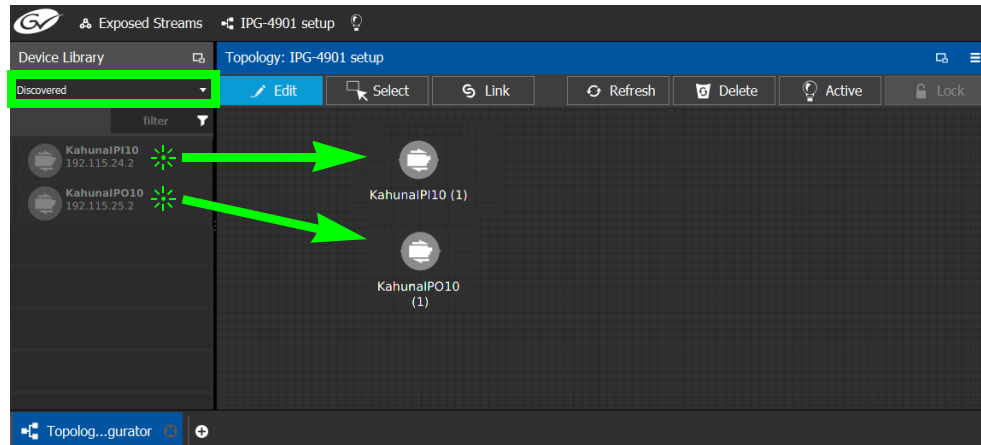 GV Exposed Streams IPG-4901 setup
Device Library
Topology: IPG-4901 setup
Discovered
Edit Select Link Refresh Delete Active Lock
filter
KahunaIPI10
192.115.24.2
KahunaIPO10
192.115.25.2
KahunaIPI10 (1)
KahunaIPO10
(1)
Topolog...gurator